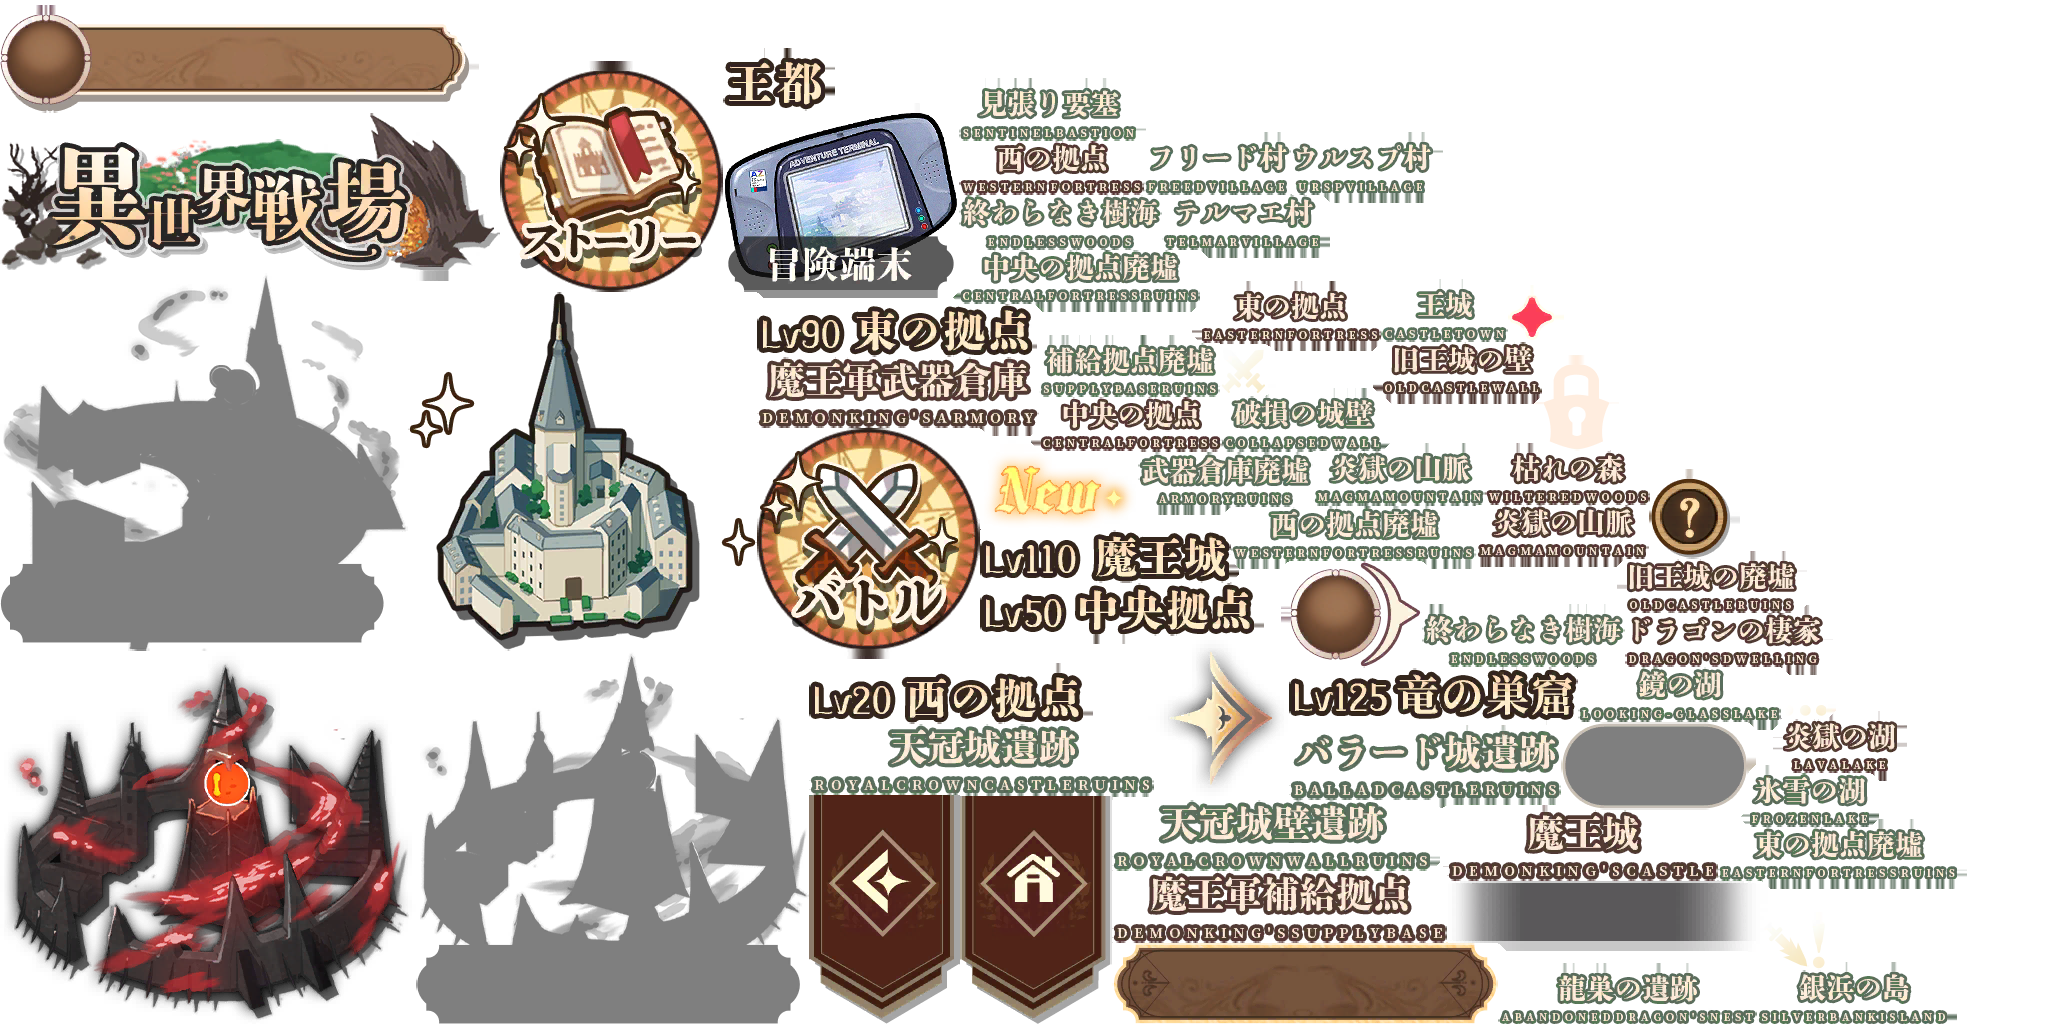 王都
見張り要塞
SENTINELBASTION
ADVENTURE TERMINAL
AZ
西の拠点
WESTERNFORTRESS
フリード村
FREEDVILLAGE
ウルスプ村
URSPVILLAGE
異世界戦場
ストーリー
冒険端末
終わらなき樹海
ENDLESSWOODS
テルマエ村
TELMARVILLAGE
中央の拠点廃墟
CENTRALFORTRESSRUINS
東の拠点
EASTERNFORTRESS
王城
CASTLETOWN
Lv90 東の拠点
魔王軍武器倉庫
DEMONKING'SARMORY
補給拠点廃墟
SUPPLYBASERUINS
旧王城の壁
OLDCASTLEWALL
中央の拠点
CENTRALFORTRESS
破損の城壁
COLLAPSEDWALL
New
武器倉庫廃墟
ARMORYRUINS
炎獄の山脈
MAGMAMOUNTAIN
枯れの森
WILTEREDWOODS
西の拠点廃墟
WESTERNFORTRESSRUINS
炎獄の山脈
MAGMAMOUNTAIN
?
バトル
Lv110 魔王城
Lv50 中央拠点
旧王城の廃墟
OLDCASTLERUINS
終わらなき樹海
ENDLESSWOODS
ドラゴンの棲家
DRAGON'SDWELLING
Lv20 西の拠点
天冠城遺跡
ROYALCROWNCASTLERUINS
Lv125 竜の巣窟
鏡の湖
LOOKING-GLASSLAKE
バラード城遺跡
BALLADCASTLERUINS
炎獄の湖
LAVALAKE
氷雪の湖
FROZENLAKE
天冠城壁遺跡
ROYALCROWNWALLRUINS
魔王城
DEMONKING'SCASTLE
東の拠点廃墟
EASTERNFORTRESSRUINS
魔王軍補給拠点
DEMONKING'SSUPPLYBASE
龍巣の遺跡
ABANDONEDDRAGON'SNEST
銀浜の島
SILVERBANKISLAND